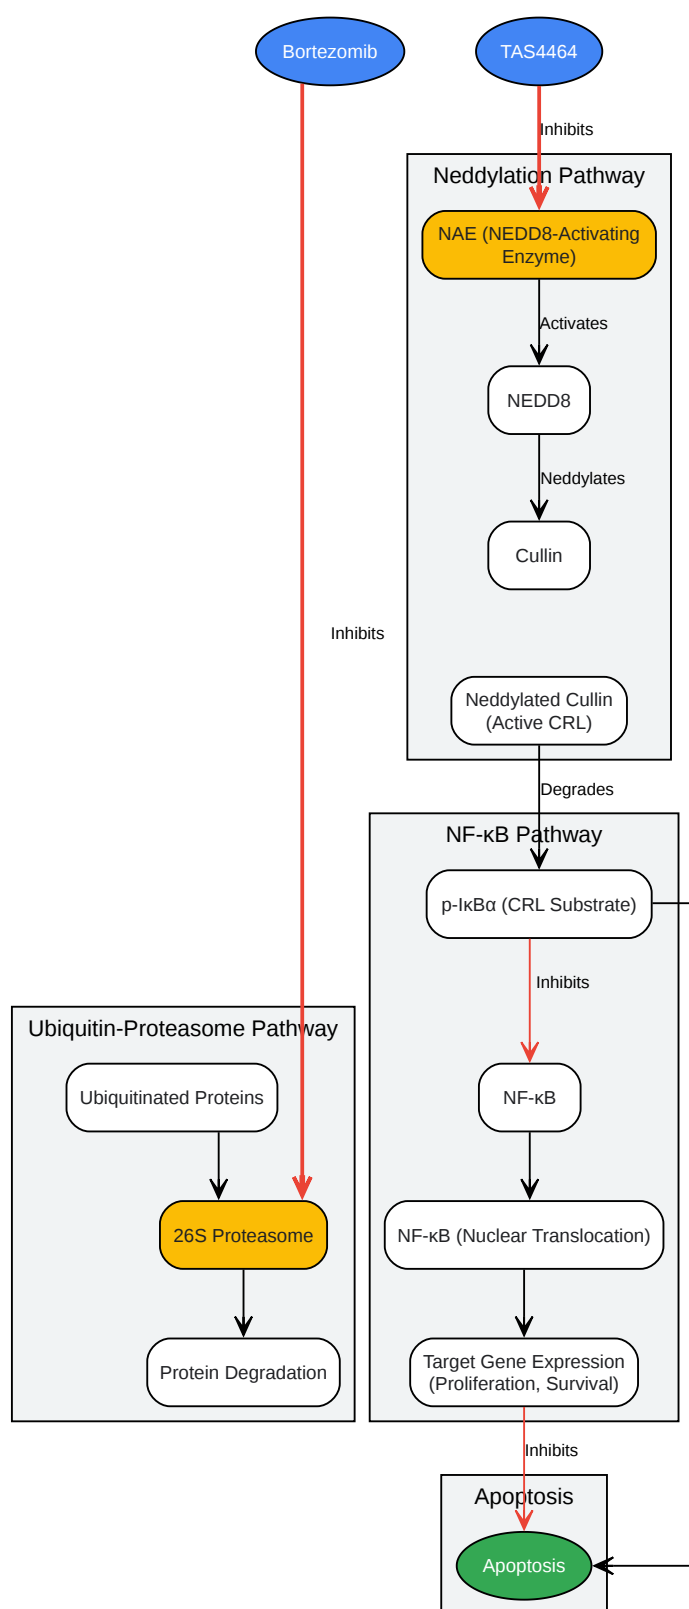 Bortezomib
TAS4464
Inhibits
Neddylation Pathway
NAE (NEDD8-Activating
Enzyme)
Activates
NEDD8
Neddylates
Cullin
Inhibits
Neddylated Cullin
(Active CRL)
Degrades
NF-κB Pathway
p-IκBα (CRL Substrate)
Inhibits
Ubiquitin-Proteasome Pathway
Ubiquitinated Proteins
NF-κB
26S Proteasome
NF-κB (Nuclear Translocation)
Protein Degradation
Target Gene Expression
(Proliferation, Survival)
Inhibits
Apoptosis
Apoptosis